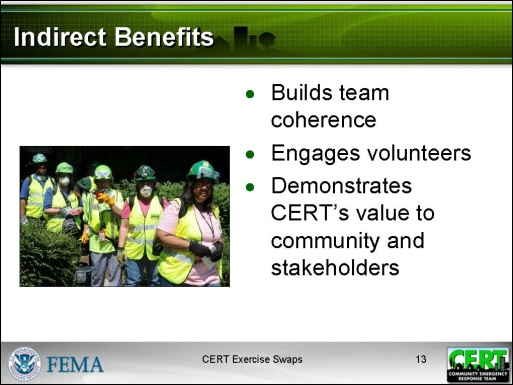 Indirect Benefits
• Builds team
coherence
• Engages volunteers
• Demonstrates
CERT's value to
community and
stakeholders
FEMA
CERT Exercise Swaps
13
CERT
COMMUNITY EMERGENCY
RESPONSE TEAM